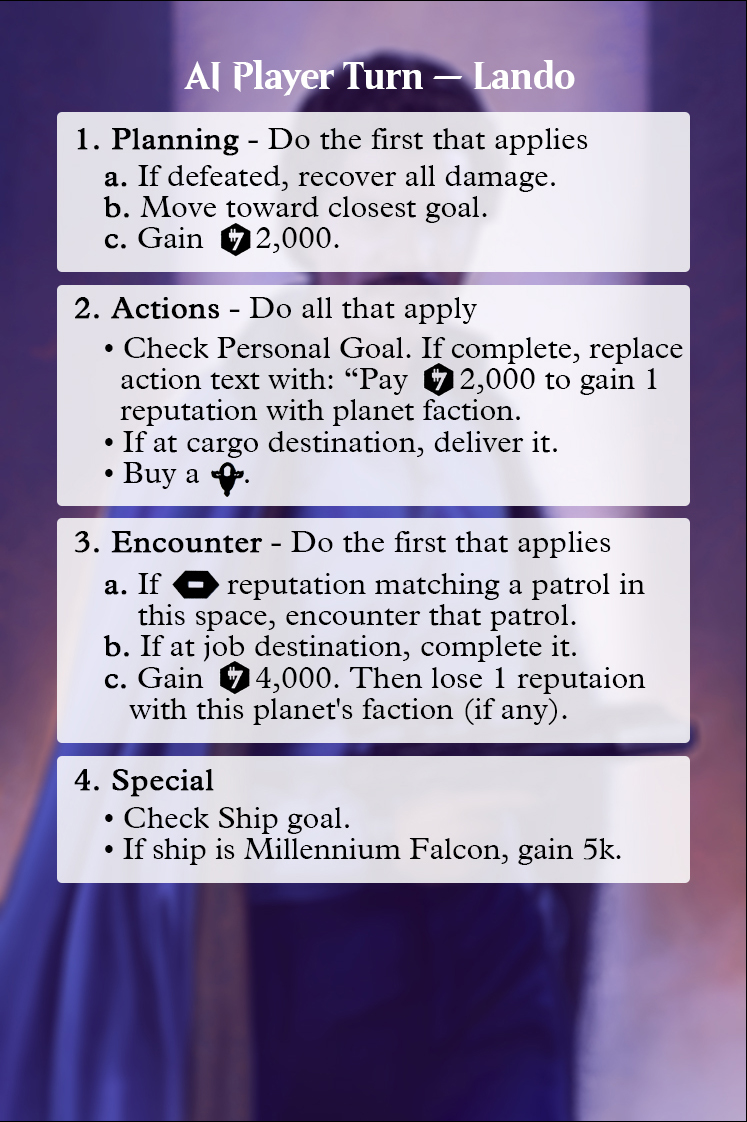 AI Player Turn — Lando
1. Planning - Do the first that applies
a. If defeated, recover all damage.
b. Move toward closest goal.
c. Gain 2,000.
2. Actions - Do all that apply
• Check Personal Goal. If complete, replace
action text with: “Pay 2,000 to gain 1
reputation with planet faction.
• If at cargo destination, deliver it.
• Buy a .
3. Encounter - Do the first that applies
a. If reputation matching a patrol in
this space, encounter that patrol.
b. If at job destination, complete it.
c. Gain 4,000. Then lose 1 reputaion
with this planet's faction (if any).
4. Special
• Check Ship goal.
• If ship is Millennium Falcon, gain 5k.